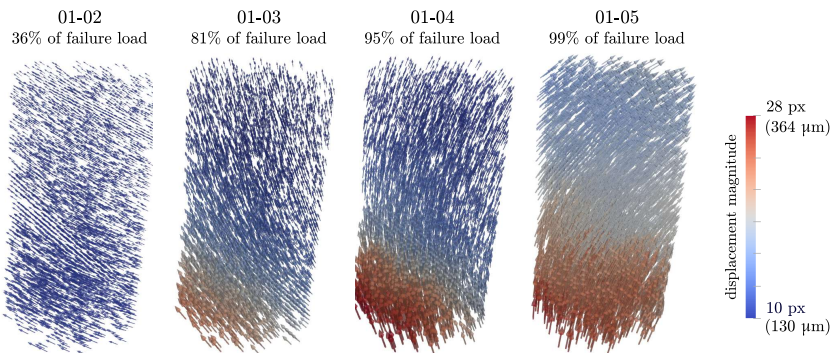 01-02
36% of failure load
01-03
81% of failure load
01-04
95% of failure load
01-05
99% of failure load
28 px
(364 µm)
displacement magnitude
10 px
(130 µm)